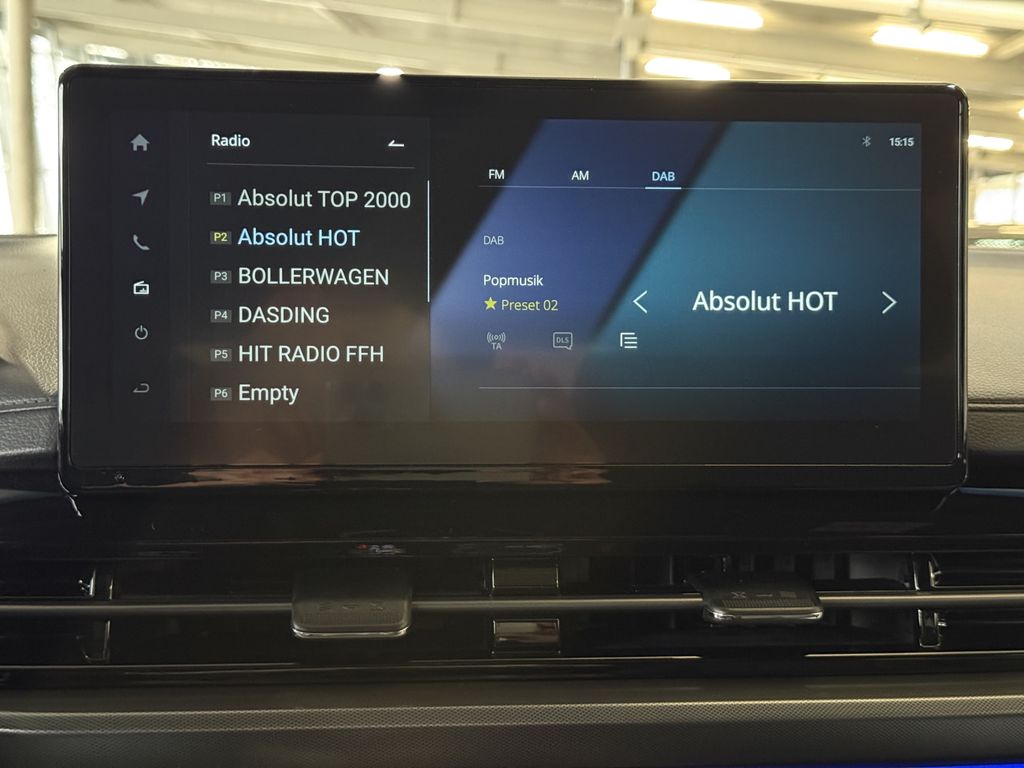 Radio
P1 Absolut TOP 2000
P2 Absolut HOT
P3 BOLLERWAGEN
P4 DASDING
P5 HIT RADIO FFH
P6 Empty
15:15
FM AM DAB
DAB
Popmusik
Preset 02
Absolut HOT
TA
DLS